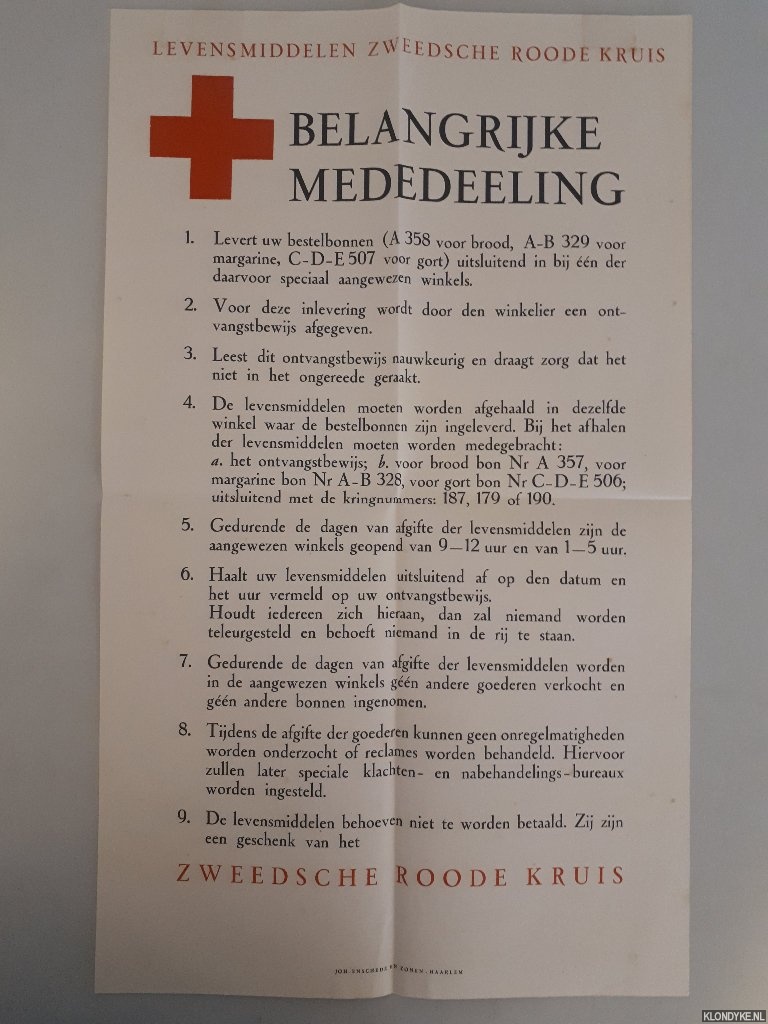 LEVENSMIDDELEN ZWEEDSCHE ROODE KRUIS
BELANGRIJKE
MEDEDEELING
1. Levert uw bestelbonnen (A 358 voor brood, A-B 329 voor
margarine, C-D-E 507 voor gort) uitsluitend in bij één der
daarvoor speciaal aangewezen winkels.
2. Voor deze inlevering wordt door den winkelier een ont-
vangstbewijs afgegeven.
3. Leest dit ontvangstbewijs nauwkeurig en draagt zorg dat het
niet in het ongereede geraakt.
4. De levensmiddelen moeten worden afgehaald in dezelfde
winkel waar de bestelbonnen zijn ingeleverd. Bij het afhalen
der levensmiddelen moeten worden medegebracht:
a. het ontvangstbewijs; b. voor brood bon Nr A 357, voor
margarine bon Nr A-B 328, voor gort bon Nr C-D-E 506;
uitsluitend met de kringnummers: 187, 179 of 190.
5. Gedurende de dagen van afgifte der levensmiddelen zijn de
aangewezen winkels geopend van 9—12 uur en van 1—5 uur.
6. Haalt uw levensmiddelen uitsluitend af op den datum en
het uur vermeld op uw ontvangstbewijs.
Houdt iedereen zich hieraan, dan zal niemand worden
teleurgesteld en behoeft niemand in de rij te staan.
7. Gedurende de dagen van afgifte der levensmiddelen worden
in de aangewezen winkels géén andere goederen verkocht en
géén andere bonnen ingenomen.
8. Tijdens de afgifte der goederen kunnen geen onregelmatigheden
worden onderzocht of reclames worden behandeld. Hiervoor
zullen later speciale klachten- en nabehandelings-bureaux
worden ingesteld.
9. De levensmiddelen behoeven niet te worden betaald. Zij zijn
een geschenk van het
ZWEEDSCHE ROODE KRUIS
JOH. ENSCHEDÉ EN ZONEN - HAARLEM
KLONDYKE.NL